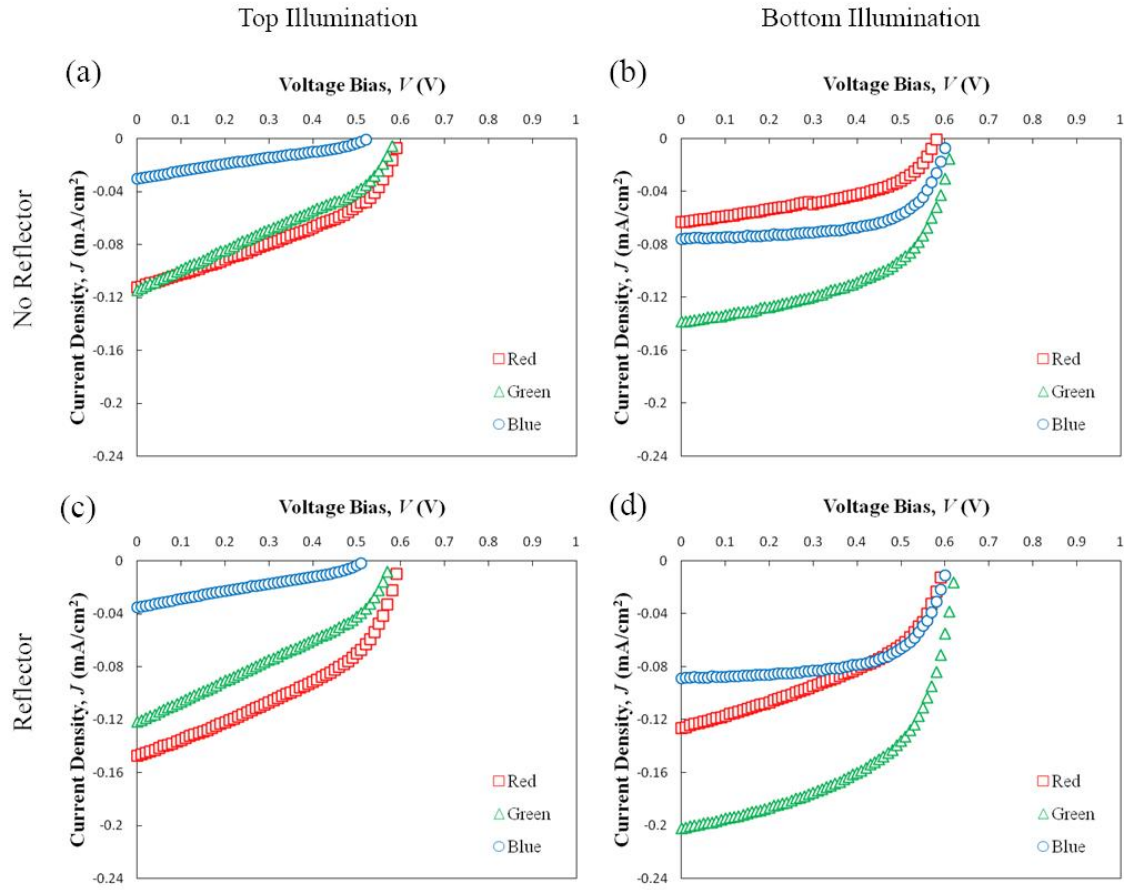 Top Illumination
Bottom Illumination
No Reflector
Reflector
(a)
Voltage Bias, V (V)
0 0.1 0.2 0.3 0.4 0.5 0.6 0.7 0.8 0.9 1
Current Density, J (mA/cm²)
0
-0.04
-0.08
-0.12
-0.16
-0.2
-0.24
Red
Green
Blue
(b)
Voltage Bias, V (V)
0 0.1 0.2 0.3 0.4 0.5 0.6 0.7 0.8 0.9 1
Current Density, J (mA/cm²)
0
-0.04
-0.08
-0.12
-0.16
-0.2
-0.24
Red
Green
Blue
(c)
Voltage Bias, V (V)
0 0.1 0.2 0.3 0.4 0.5 0.6 0.7 0.8 0.9 1
Current Density, J (mA/cm²)
0
-0.04
-0.08
-0.12
-0.16
-0.2
-0.24
Red
Green
Blue
(d)
Voltage Bias, V (V)
0 0.1 0.2 0.3 0.4 0.5 0.6 0.7 0.8 0.9 1
Current Density, J (mA/cm²)
0
-0.04
-0.08
-0.12
-0.16
-0.2
-0.24
Red
Green
Blue